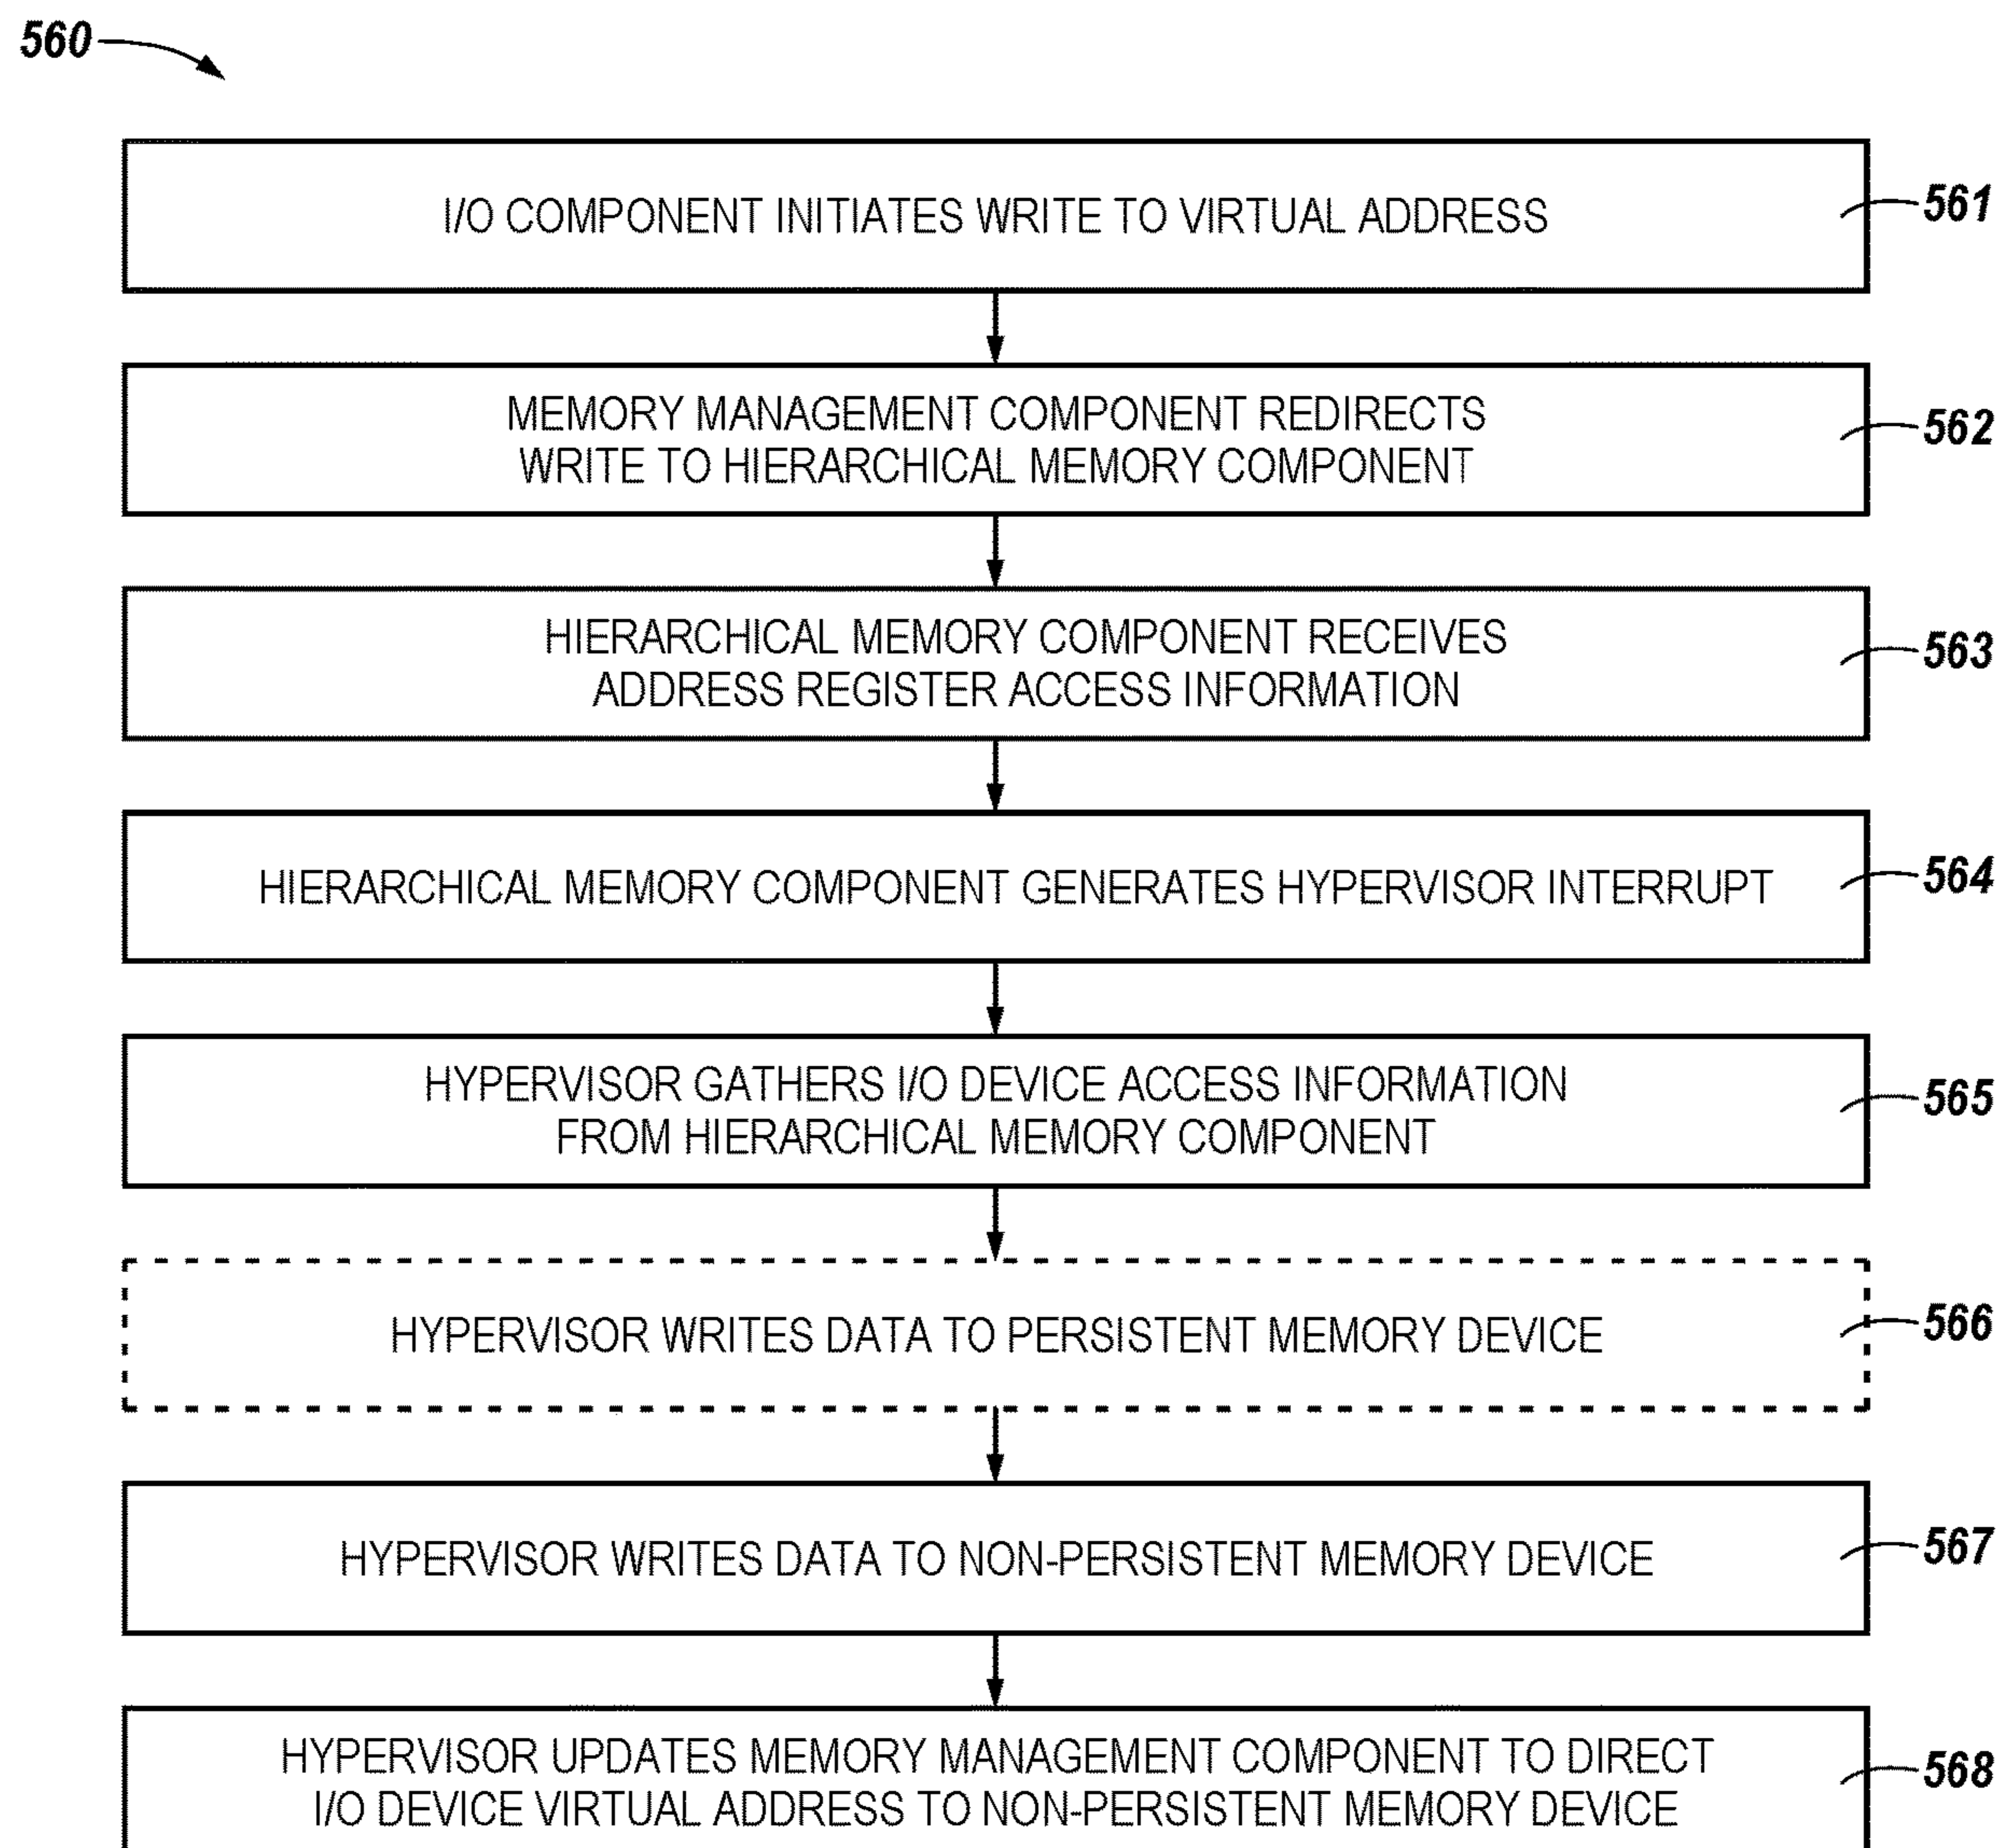 560
I/O COMPONENT INITIATES WRITE TO VIRTUAL ADDRESS
561
MEMORY MANAGEMENT COMPONENT REDIRECTS
WRITE TO HIERARCHICAL MEMORY COMPONENT
562
HIERARCHICAL MEMORY COMPONENT RECEIVES
ADDRESS REGISTER ACCESS INFORMATION
563
HIERARCHICAL MEMORY COMPONENT GENERATES HYPERVISOR INTERRUPT
564
HYPERVISOR GATHERS I/O DEVICE ACCESS INFORMATION
FROM HIERARCHICAL MEMORY COMPONENT
565
HYPERVISOR WRITES DATA TO PERSISTENT MEMORY DEVICE
566
HYPERVISOR WRITES DATA TO NON-PERSISTENT MEMORY DEVICE
567
HYPERVISOR UPDATES MEMORY MANAGEMENT COMPONENT TO DIRECT
I/O DEVICE VIRTUAL ADDRESS TO NON-PERSISTENT MEMORY DEVICE
568